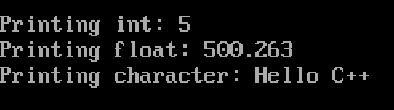 Printing int: 5
Printing float: 500.263
Printing character: Hello C++